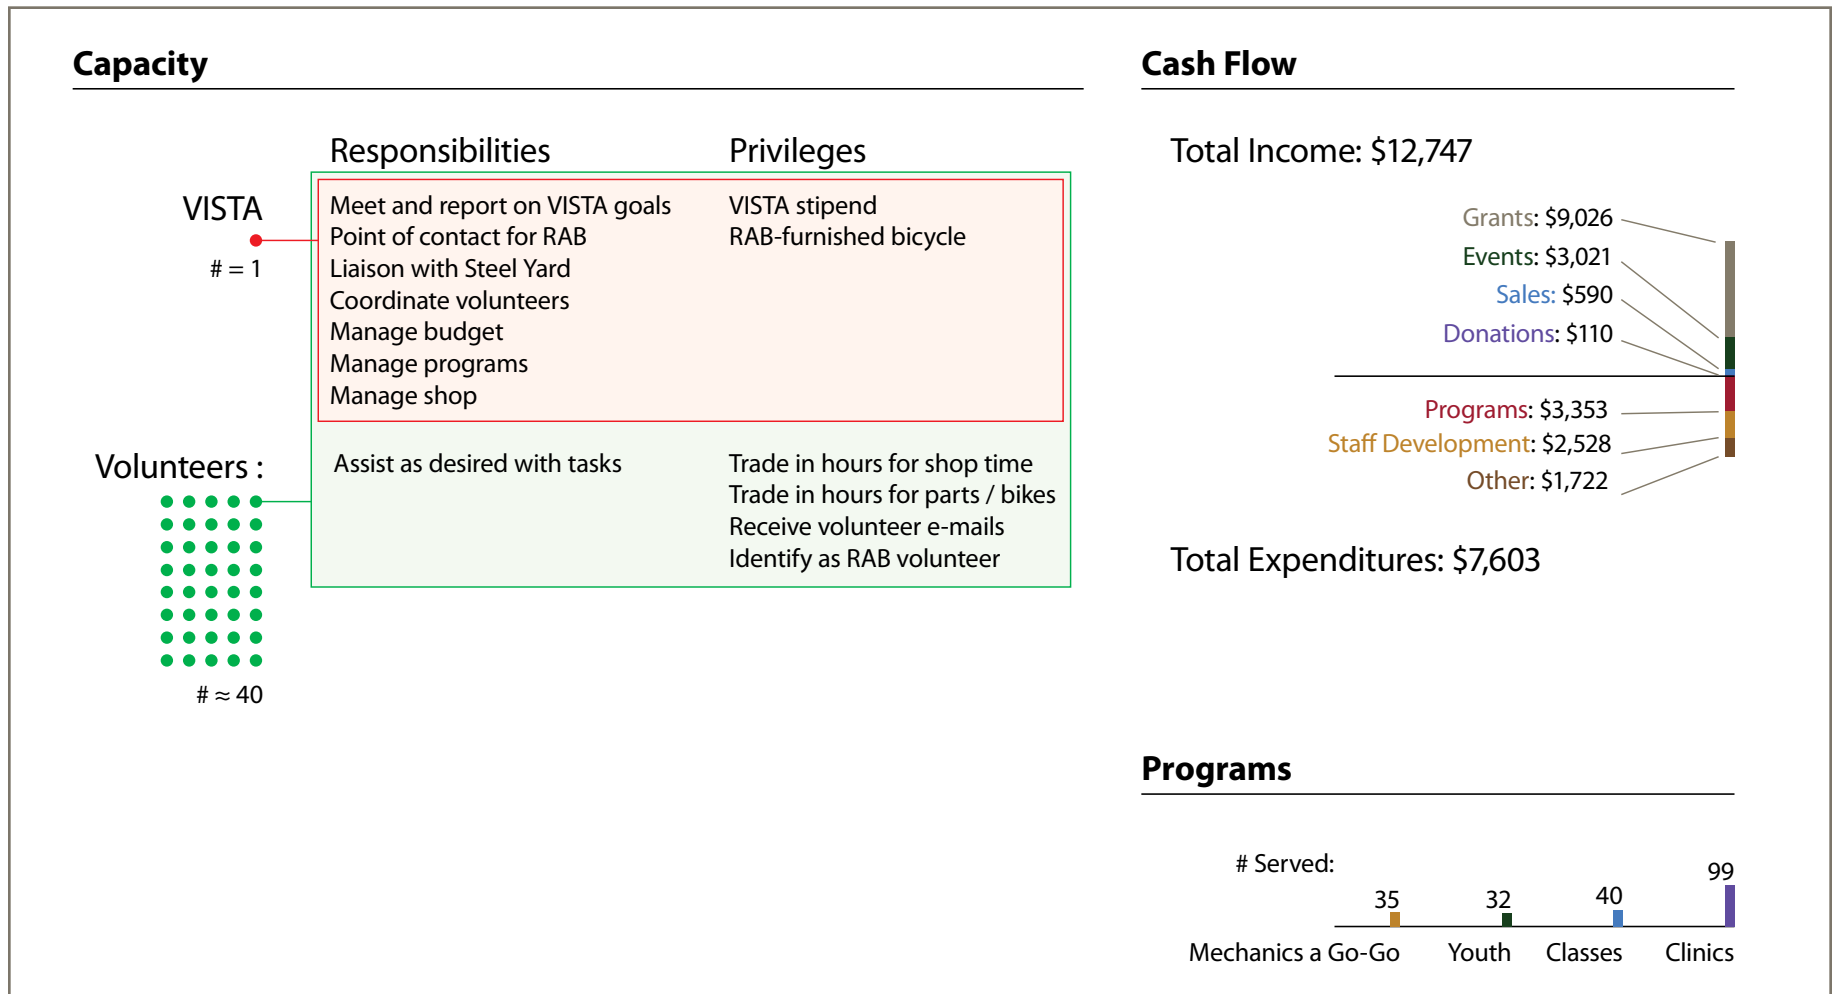 Capacity
Responsibilities Privileges
VISTA
# = 1
Meet and report on VISTA goals
Point of contact for RAB
Liaison with Steel Yard
Coordinate volunteers
Manage budget
Manage programs
Manage shop
VISTA stipend
RAB-furnished bicycle
Volunteers :
# ≈ 40
Assist as desired with tasks
Trade in hours for shop time
Trade in hours for parts / bikes
Receive volunteer e-mails
Identify as RAB volunteer
Cash Flow
Total Income: $12,747
Grants: $9,026
Events: $3,021
Sales: $590
Donations: $110
Programs: $3,353
Staff Development: $2,528
Other: $1,722
Total Expenditures: $7,603
Programs
# Served:
35 32 40 99
Mechanics a Go-Go Youth Classes Clinics